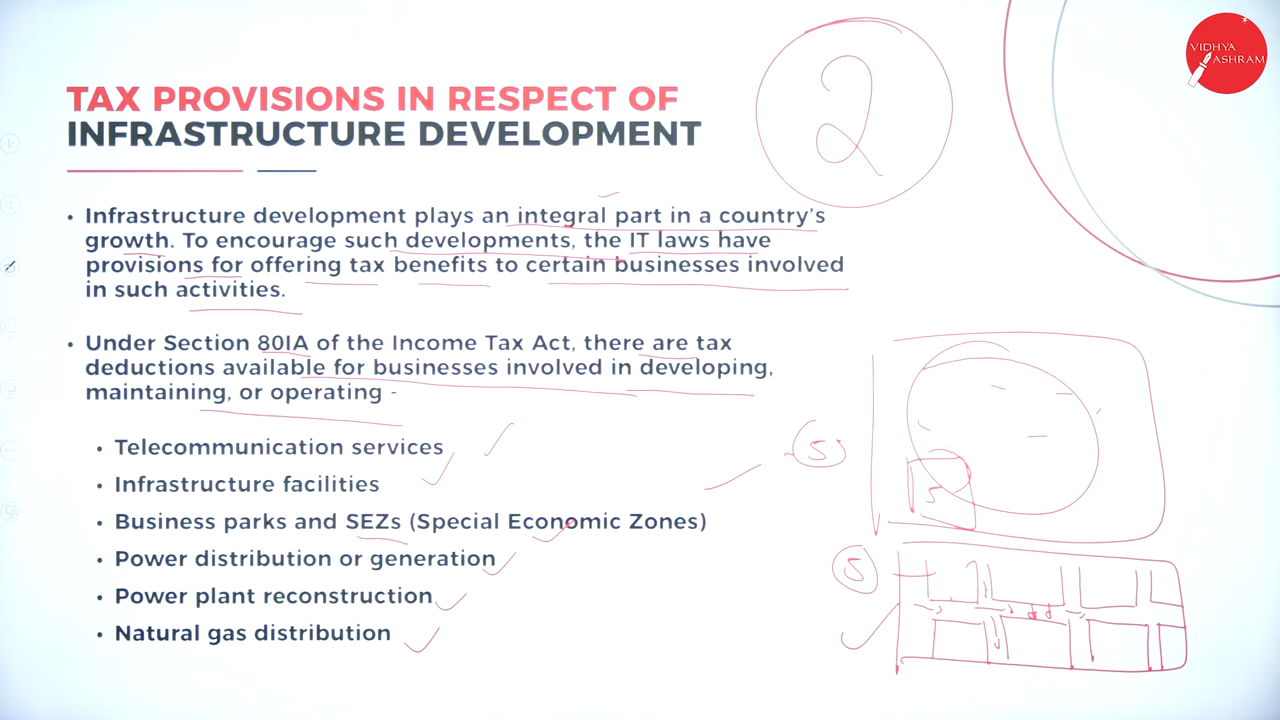 VIDHYA
ASHRAM
2
TAX PROVISIONS IN RESPECT OF
INFRASTRUCTURE DEVELOPMENT
• Infrastructure development plays an integral part in a country's
growth. To encourage such developments, the IT laws have
provisions for offering tax benefits to certain businesses involved
in such activities.
• Under Section 80IA of the Income Tax Act, there are tax
deductions available for businesses involved in developing,
maintaining, or operating -
• Telecommunication services
• Infrastructure facilities
• Business parks and SEZs (Special Economic Zones)
• Power distribution or generation
• Power plant reconstruction
• Natural gas distribution
5
5
5